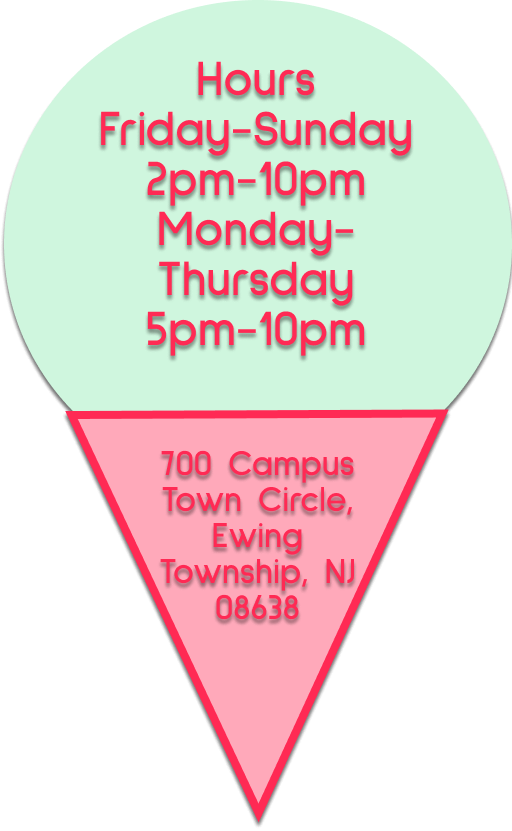 Hours
Friday-Sunday
2pm-10pm
Monday-
Thursday
5pm-10pm
700 Campus
Town Circle,
Ewing
Township, NJ
08638